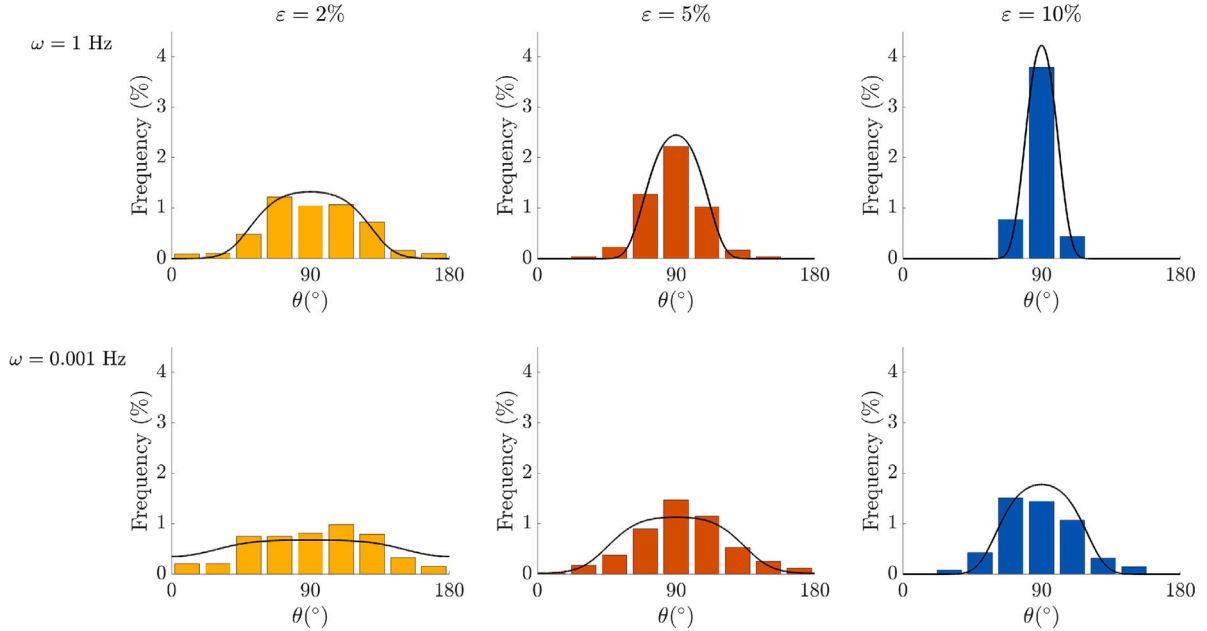 ε = 2%
ε = 5%
ε = 10%
ω = 1 Hz
Frequency (%)
4
3
2
1
0
0
90
180
θ(°)
Frequency (%)
4
3
2
1
0
0
90
180
θ(°)
Frequency (%)
4
3
2
1
0
0
90
180
θ(°)
ω = 0.001 Hz
Frequency (%)
4
3
2
1
0
0
90
180
θ(°)
Frequency (%)
4
3
2
1
0
0
90
180
θ(°)
Frequency (%)
4
3
2
1
0
0
90
180
θ(°)